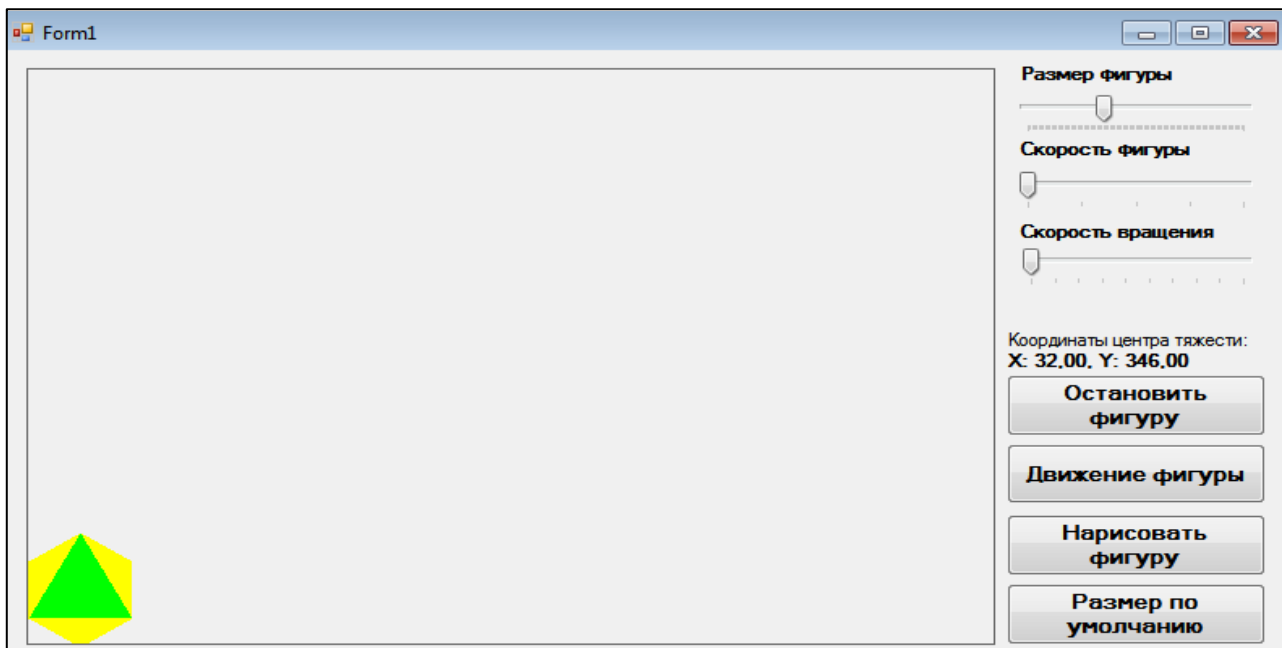 Form1
Размер фигуры
Скорость фигуры
Скорость вращения
Координаты центра тяжести:
X: 32,00, Y: 346,00
Остановить
фигуру
Движение фигуры
Нарисовать
фигуру
Размер по
умолчанию